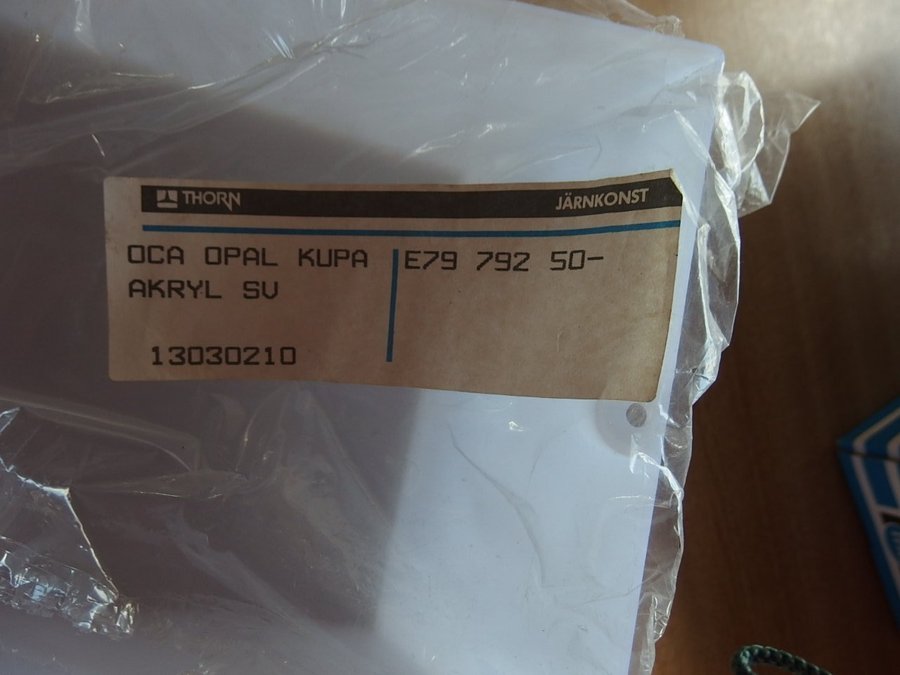 THORN JÄRNKONST
OCA OPAL KUPA E79 792 50-
AKRYL SV
13030210